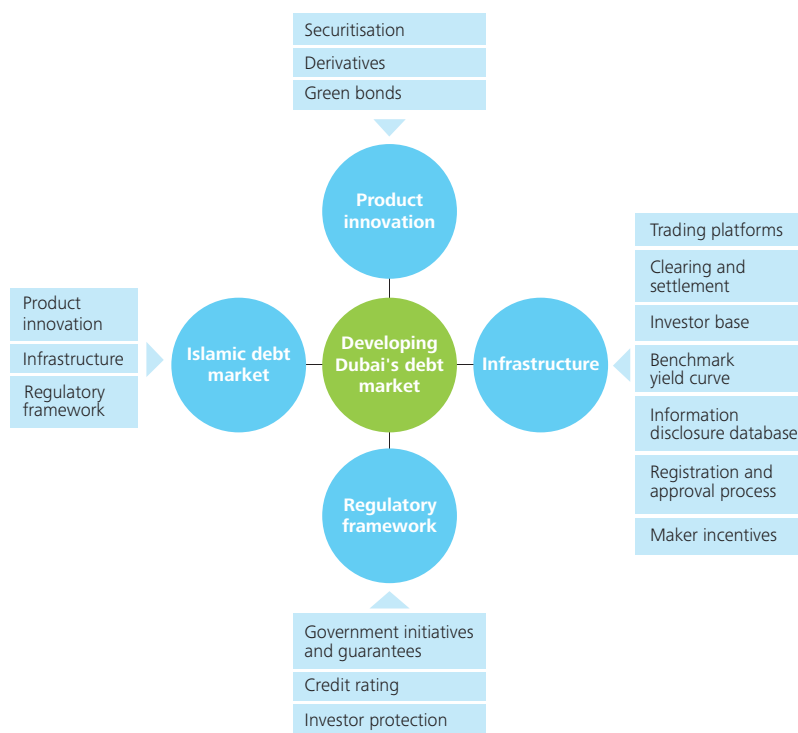 Securitisation
Derivatives
Green bonds
Product
innovation
Product
innovation
Infrastructure
Regulatory
framework
Islamic debt
market
Developing
Dubai's debt
market
Infrastructure
Trading platforms
Clearing and
settlement
Investor base
Benchmark
yield curve
Information
disclosure database
Registration and
approval process
Maker incentives
Regulatory
framework
Government initiatives
and guarantees
Credit rating
Investor protection